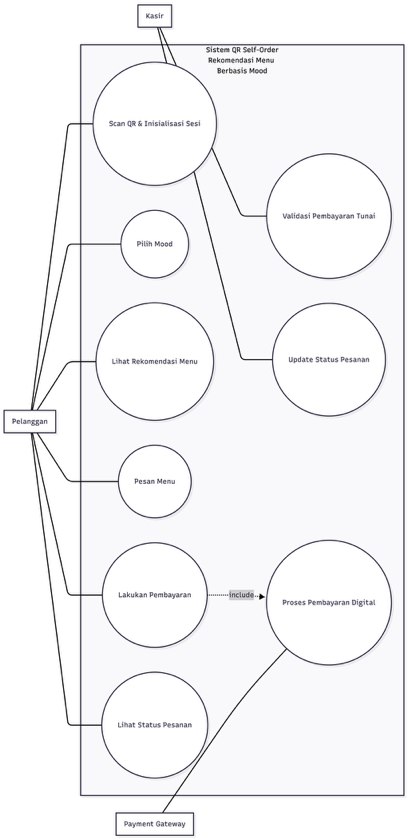 Kasir
Sistem QR Self-Order
Rekomendasi Menu
Berbasis Mood
Scan QR & Inisialisasi Sesi
Validasi Pembayaran Tunai
Pilih Mood
Lihat Rekomendasi Menu
Update Status Pesanan
Pelanggan
Pesan Menu
Lakukan Pembayaran
include
Proses Pembayaran Digital
Lihat Status Pesanan
Payment Gateway